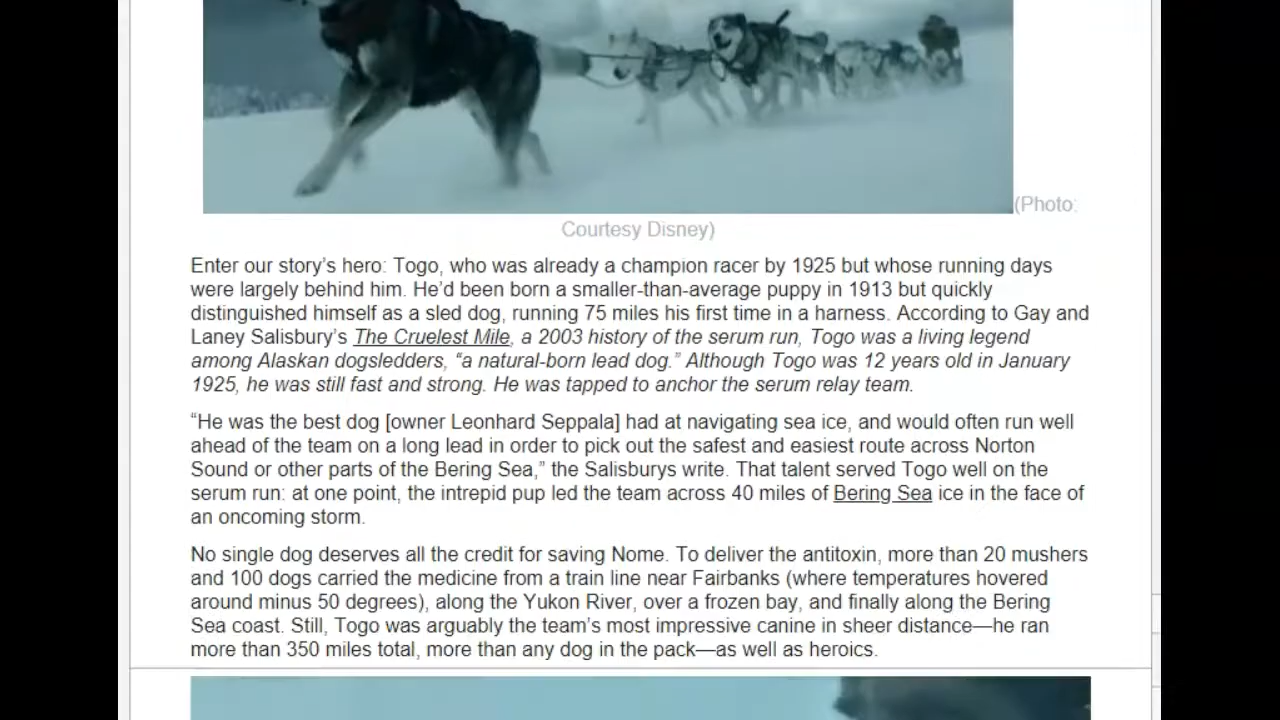 (Photo:
Courtesy Disney)
Enter our story’s hero: Togo, who was already a champion racer by 1925 but whose running days
were largely behind him. He’d been born a smaller-than-average puppy in 1913 but quickly
distinguished himself as a sled dog, running 75 miles his first time in a harness. According to Gay and
Laney Salisbury’s The Cruelest Mile, a 2003 history of the serum run, Togo was a living legend
among Alaskan dogsledders, “a natural-born lead dog.” Although Togo was 12 years old in January
1925, he was still fast and strong. He was tapped to anchor the serum relay team.
“He was the best dog [owner Leonhard Seppala] had at navigating sea ice, and would often run well
ahead of the team on a long lead in order to pick out the safest and easiest route across Norton
Sound or other parts of the Bering Sea,” the Salisburys write. That talent served Togo well on the
serum run: at one point, the intrepid pup led the team across 40 miles of Bering Sea ice in the face of
an oncoming storm.
No single dog deserves all the credit for saving Nome. To deliver the antitoxin, more than 20 mushers
and 100 dogs carried the medicine from a train line near Fairbanks (where temperatures hovered
around minus 50 degrees), along the Yukon River, over a frozen bay, and finally along the Bering
Sea coast. Still, Togo was arguably the team’s most impressive canine in sheer distance—he ran
more than 350 miles total, more than any dog in the pack—as well as heroics.